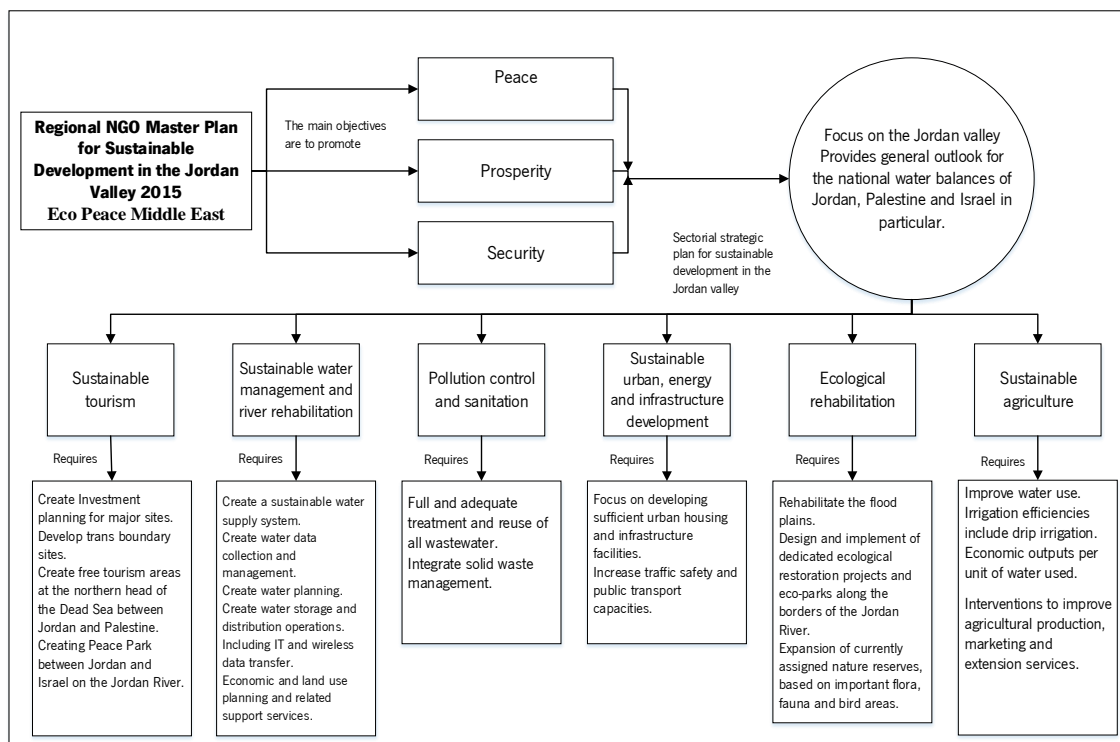 Regional NGO Master Plan
for Sustainable
Development in the Jordan
Valley 2015
Eco Peace Middle East
The main objectives
are to promote
Peace
Prosperity
Security
Focus on the Jordan valley
Provides general outlook for
the national water balances of
Jordan, Palestine and Israel in
particular.
Sectorial strategic
plan for sustainable
development in the
Jordan valley
Sustainable
tourism
Sustainable water
management and
river rehabilitation
Pollution control
and sanitation
Sustainable
urban, energy
and infrastructure
development
Ecological
rehabilitation
Sustainable
agriculture
Requires
Requires
Requires
Requires
Requires
Requires
Create Investment
planning for major sites.
Develop trans boundary
sites.
Create free tourism areas
at the northern head of
the Dead Sea between
Jordan and Palestine.
Creating Peace Park
between Jordan and
Israel on the Jordan River.
Create a sustainable water
supply system.
Create water data
collection and
management.
Create water planning.
Create water storage and
distribution operations.
Including IT and wireless
data transfer.
Economic and land use
planning and related
support services.
Full and adequate
treatment and reuse of
all wastewater.
Integrate solid waste
management.
Focus on developing
sufficient urban housing
and infrastructure
facilities.
Increase traffic safety and
public transport
capacities.
Rehabilitate the flood
plains.
Design and implement of
dedicated ecological
restoration projects and
eco-parks along the
borders of the Jordan
River.
Expansion of currently
assigned nature reserves,
based on important flora,
fauna and bird areas.
Improve water use.
Irrigation efficiencies
include drip irrigation.
Economic outputs per
unit of water used.
Interventions to improve
agricultural production,
marketing and
extension services.